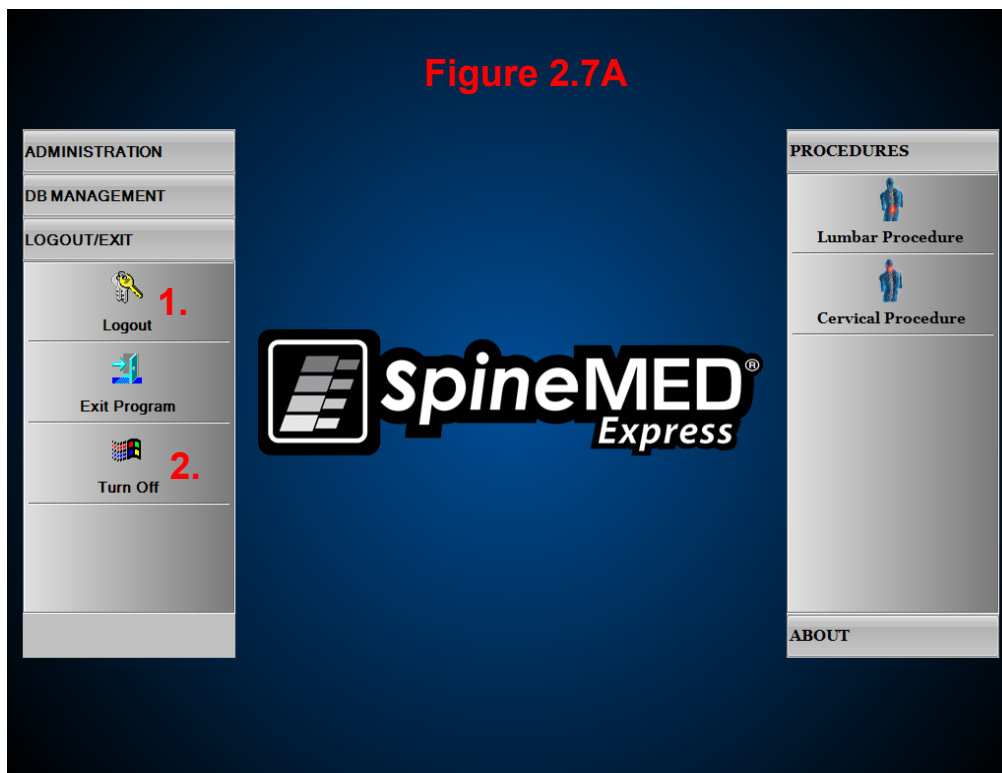 Figure 2.7A
ADMINISTRATION
DB MANAGEMENT
LOGOUT/EXIT
1.
Logout
Exit Program
2.
Turn Off
SpineMED®
Express
PROCEDURES
Lumbar Procedure
Cervical Procedure
ABOUT